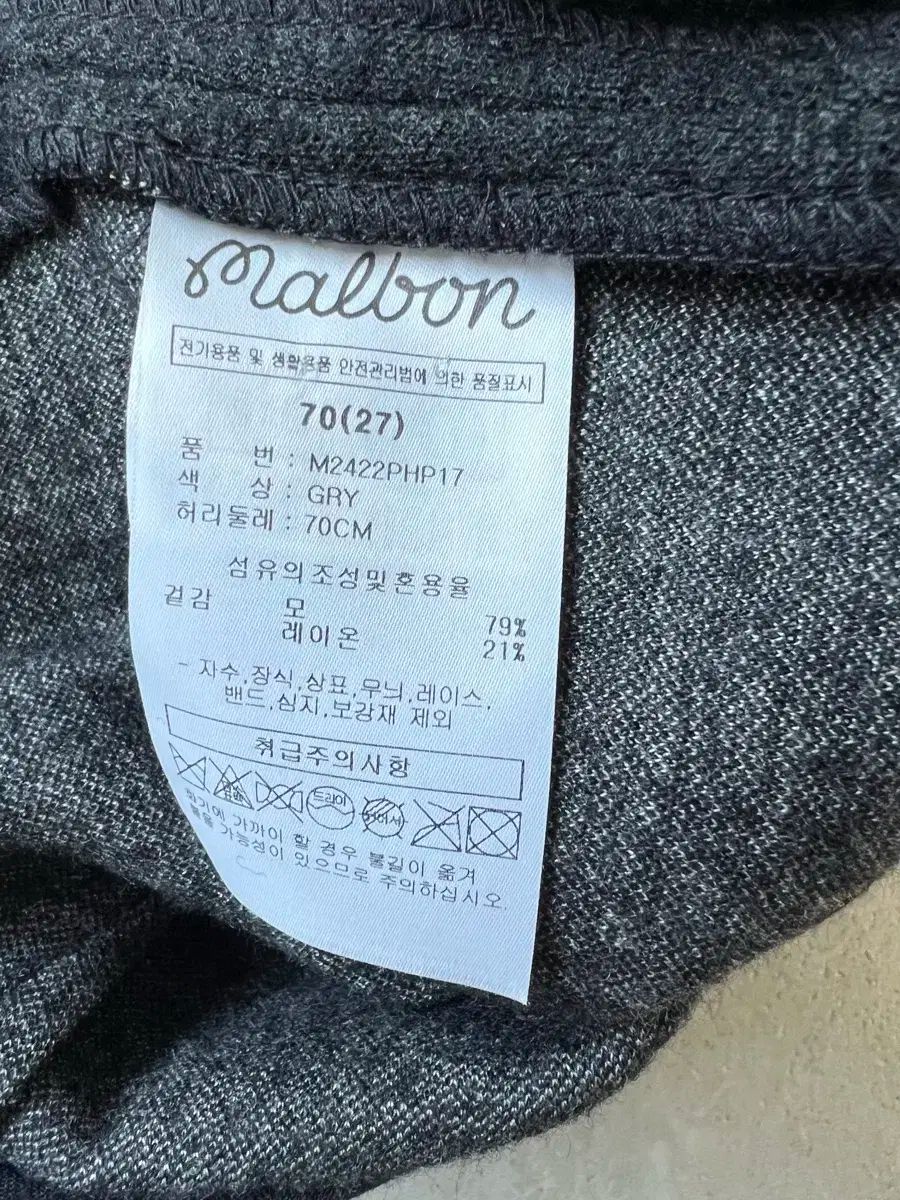 malbon
전기용품 및 생활용품 안전관리법에 의한 품질표시
70(27)
품 번 : M2422PHP17
색 상 : GRY
허리둘레 : 70CM
섬유의조성및혼용율
겉감 모 79%
레이온 21%
- 자수,장식,상표,무늬,레이스,
밴드,심지,보강재 제외
취급주의사항
드라이
화기에 가까이 할 경우 불길이 옮겨
붙을 가능성이 있으므로 주의하십시오.